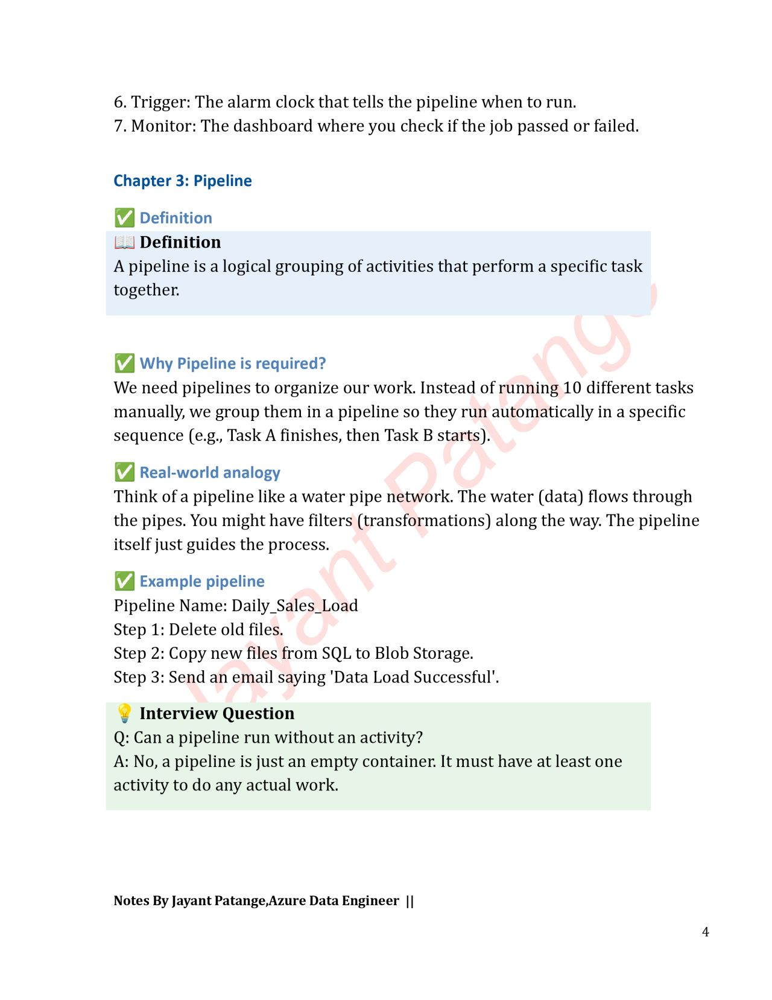 6. Trigger: The alarm clock that tells the pipeline when to run.
7. Monitor: The dashboard where you check if the job passed or failed.
Chapter 3: Pipeline
✅ Definition
📖 Definition
A pipeline is a logical grouping of activities that perform a specific task
together.
✅ Why Pipeline is required?
We need pipelines to organize our work. Instead of running 10 different tasks
manually, we group them in a pipeline so they run automatically in a specific
sequence (e.g., Task A finishes, then Task B starts).
✅ Real-world analogy
Think of a pipeline like a water pipe network. The water (data) flows through
the pipes. You might have filters (transformations) along the way. The pipeline
itself just guides the process.
✅ Example pipeline
Pipeline Name: Daily_Sales_Load
Step 1: Delete old files.
Step 2: Copy new files from SQL to Blob Storage.
Step 3: Send an email saying 'Data Load Successful'.
💡 Interview Question
Q: Can a pipeline run without an activity?
A: No, a pipeline is just an empty container. It must have at least one
activity to do any actual work.
Jayant Patange
Notes By Jayant Patange,Azure Data Engineer ||
4